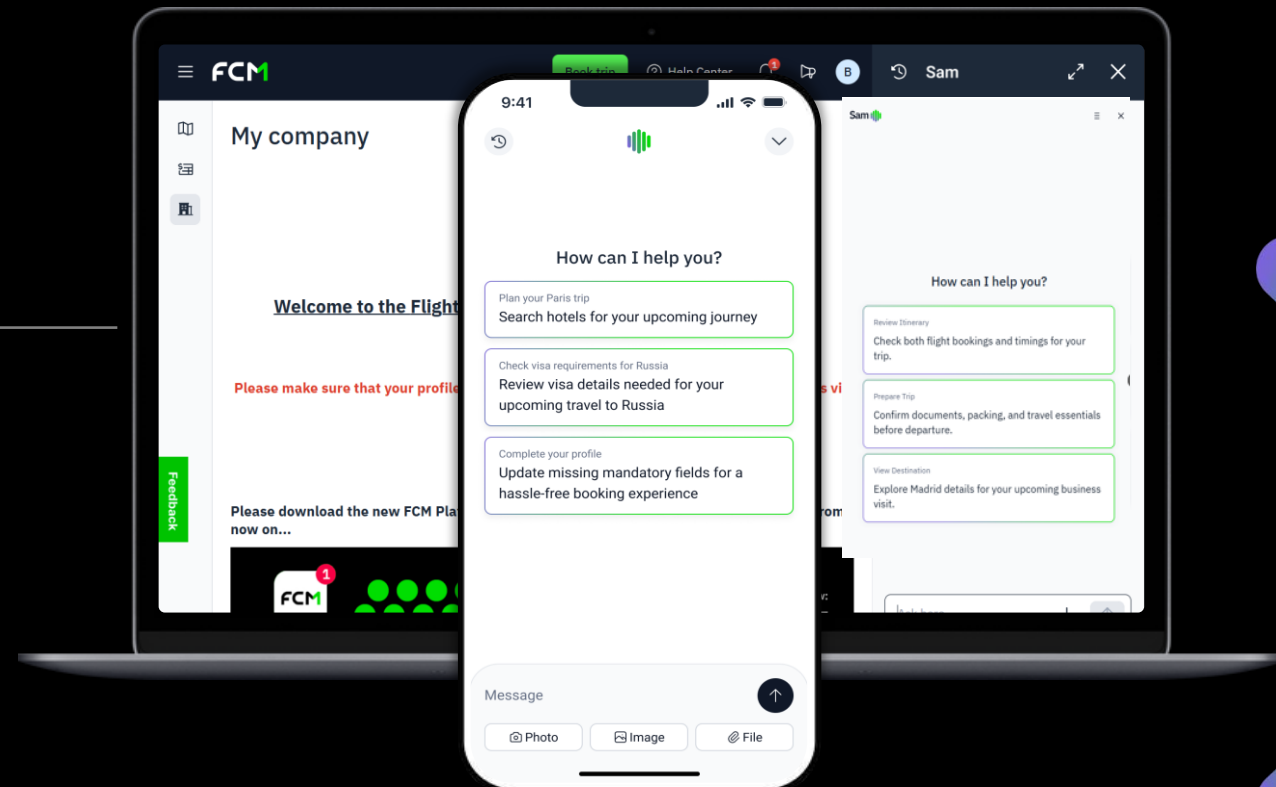 FCM
Book trip
Help Center
1
B
Sam
My company
Welcome to the Flight
Please make sure that your profile
s vi
Please download the new FCM Pla
rom
now on...
Feedback
FCM
1
9:41
How can I help you?
Plan your Paris trip
Search hotels for your upcoming journey
Check visa requirements for Russia
Review visa details needed for your
upcoming travel to Russia
Complete your profile
Update missing mandatory fields for a
hassle-free booking experience
Message
Photo
Image
File
Sam
How can I help you?
Review Itinerary
Check both flight bookings and timings for your
trip.
Prepare Trip
Confirm documents, packing, and travel essentials
before departure.
View Destination
Explore Madrid details for your upcoming business
visit.